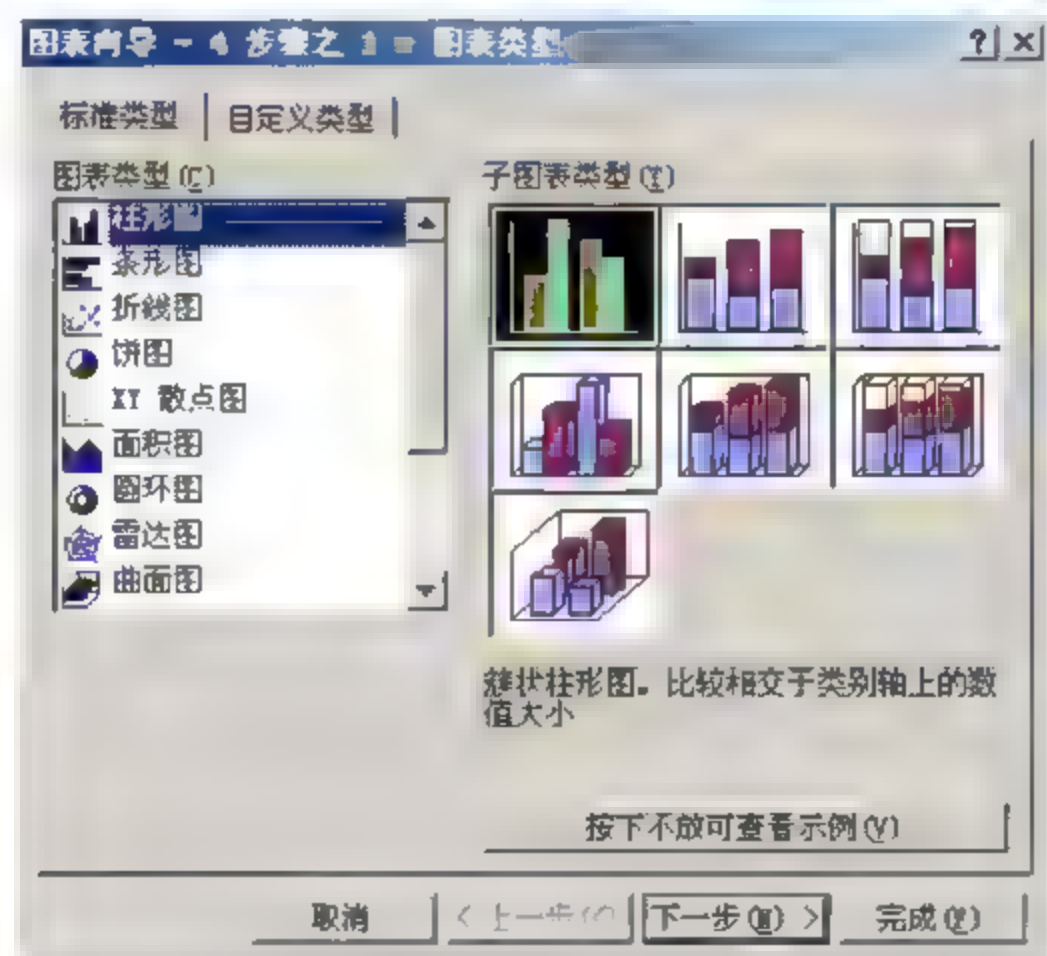 图表向导 - 4 步骤之 1 - 图表类型
标准类型
自定义类型
图表类型(C)
柱形图
条形图
折线图
饼图
XY 散点图
面积图
圆环图
雷达图
曲面图
子图表类型(T)
簇状柱形图。比较相交于类别轴上的数
值大小
按下不放可查看示例(V)
取消
< 上一步
下一步(N) >
完成(F)